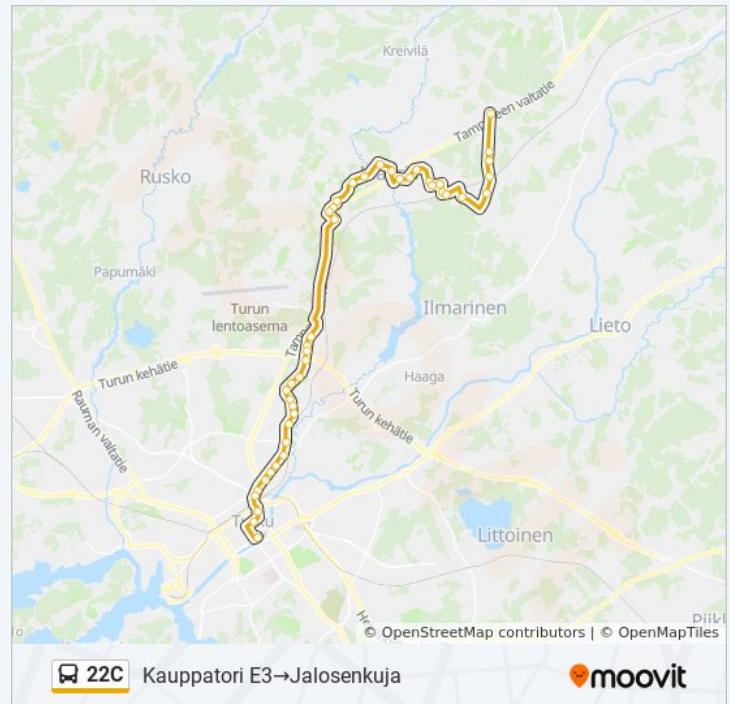 Kreivilä
Tampereen valtatie
Rusko
Papumäki
Turun
lentoasema
Ilmarinen
Lieto
Haaga
Turun kehätie
Turun kehätie
Rauman valtatie
Littoinen
© OpenStreetMap contributors | © OpenMapTiles
22C Kauppatori E3→Jalosenkuja
moovit